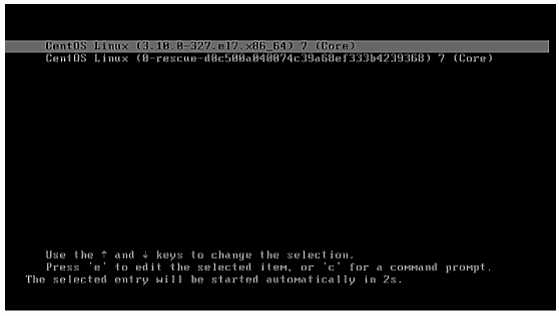 CentOS Linux (3.10.0-327.el7.x86_64) 7 (Core)
CentOS Linux (0-rescue-d0c500a040074c39a68ef333b4239368) 7 (Core)
Use the ↑ and ↓ keys to change the selection.
Press 'e' to edit the selected item, or 'c' for a command prompt.
The selected entry will be started automatically in 2s.